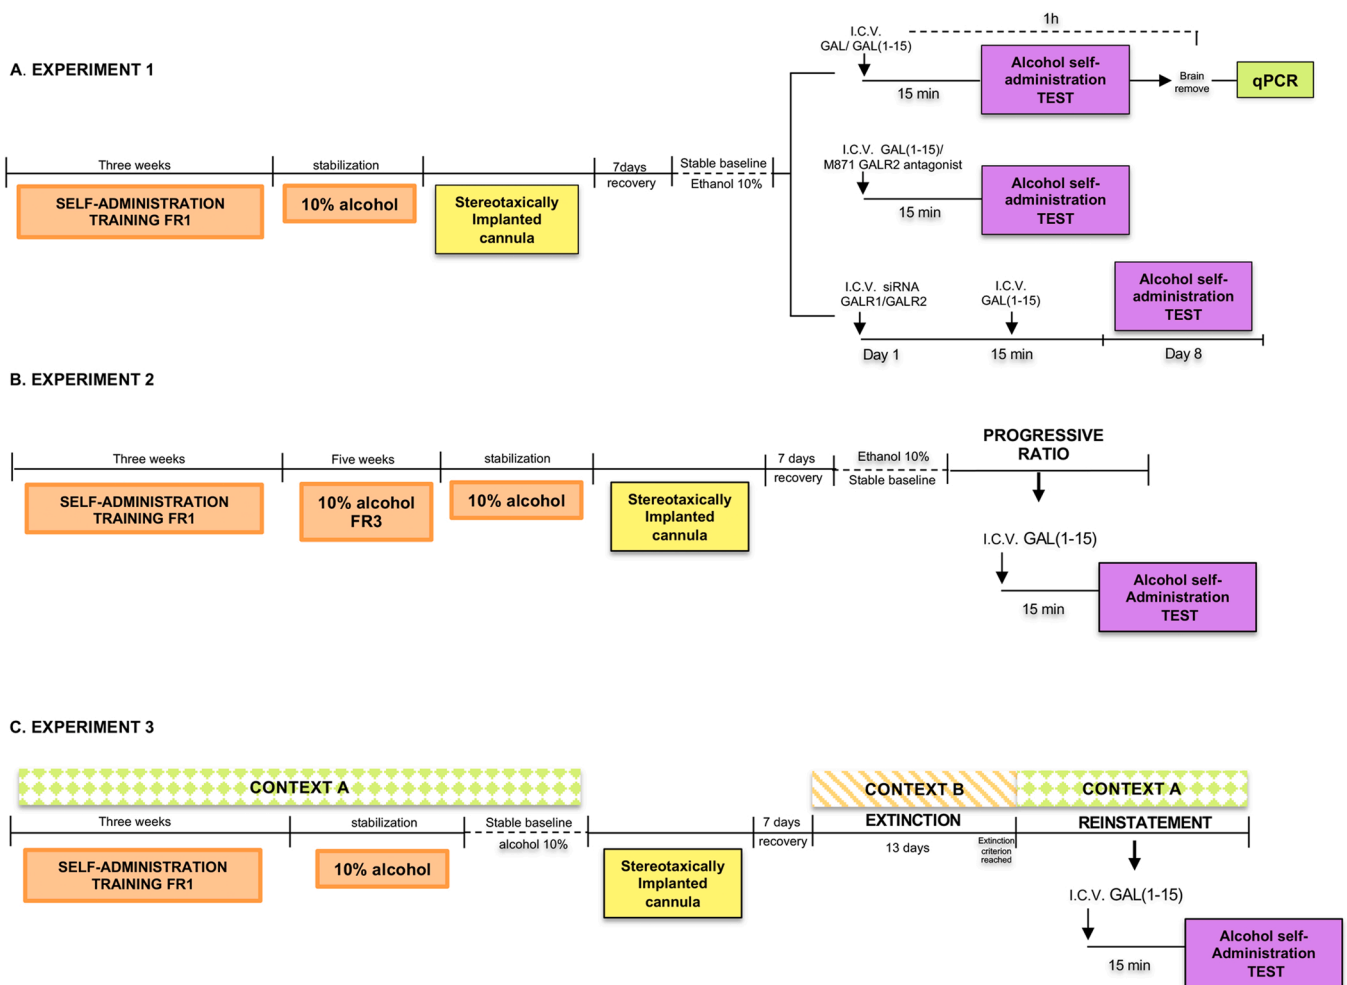 A. EXPERIMENT 1
Three weeks
SELF-ADMINISTRATION
TRAINING FR1
stabilization
10% alcohol
Stereotaxically
Implanted
cannula
7days
recovery
Stable baseline
Ethanol 10%
I.C.V.
GAL/ GAL(1-15)
15 min
1h
Alcohol self-
administration
TEST
Brain
remove
qPCR
I.C.V. GAL(1-15)/
M871 GALR2 antagonist
15 min
Alcohol self-
administration
TEST
I.C.V. siRNA
GALR1/GALR2
I.C.V.
GAL(1-15)
Alcohol self-
administration
TEST
Day 1
15 min
Day 8
B. EXPERIMENT 2
Three weeks
SELF-ADMINISTRATION
TRAINING FR1
Five weeks
10% alcohol
FR3
stabilization
10% alcohol
Stereotaxically
Implanted
cannula
7 days
recovery
Ethanol 10%
Stable baseline
PROGRESSIVE
RATIO
I.C.V. GAL(1-15)
15 min
Alcohol self-
Administration
TEST
C. EXPERIMENT 3
CONTEXT A
Three weeks
SELF-ADMINISTRATION
TRAINING FR1
stabilization
10% alcohol
Stable baseline
alcohol 10%
Stereotaxically
Implanted
cannula
7 days
recovery
CONTEXT B
EXTINCTION
13 days
Extinction
criterion
reached
CONTEXT A
REINSTATEMENT
I.C.V. GAL(1-15)
15 min
Alcohol self-
Administration
TEST